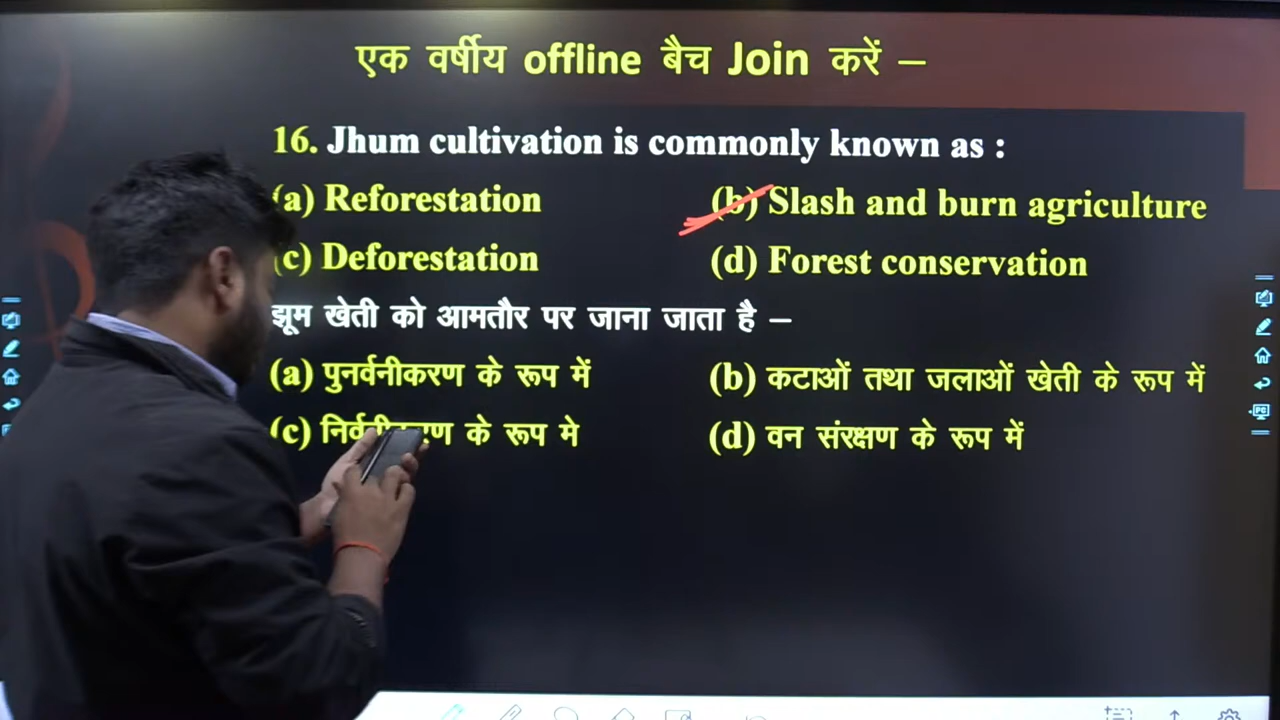 एक वर्षीय offline बैच Join करें –
16. Jhum cultivation is commonly known as :
(a) Reforestation (b) Slash and burn agriculture
(c) Deforestation (d) Forest conservation
झूम खेती को आमतौर पर जाना जाता है –
(a) पुनर्वनीकरण के रूप में (b) कटाओं तथा जलाओं खेती के रूप में
(c) के रूप मे (d) वन संरक्षण के रूप में